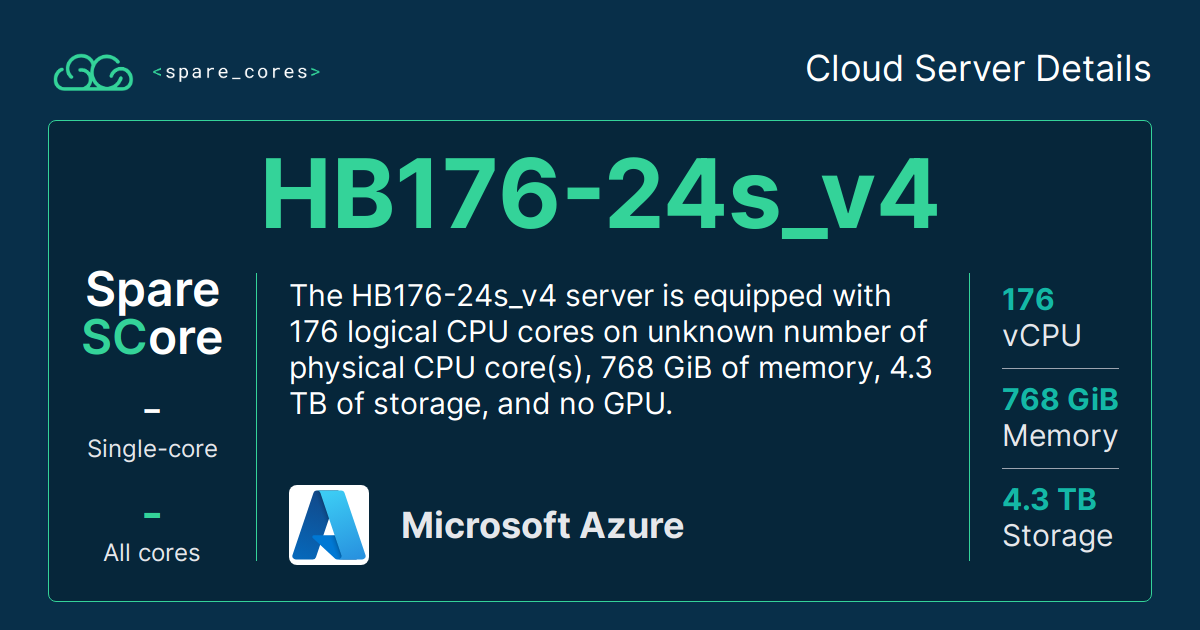 <spare_cores>
Cloud Server Details
HB176-24s_v4
Spare
SCore
–
Single-core
–
All cores
The HB176-24s_v4 server is equipped with
176 logical CPU cores on unknown number of
physical CPU core(s), 768 GiB of memory, 4.3
TB of storage, and no GPU.
Microsoft Azure
176
vCPU
768 GiB
Memory
4.3 TB
Storage